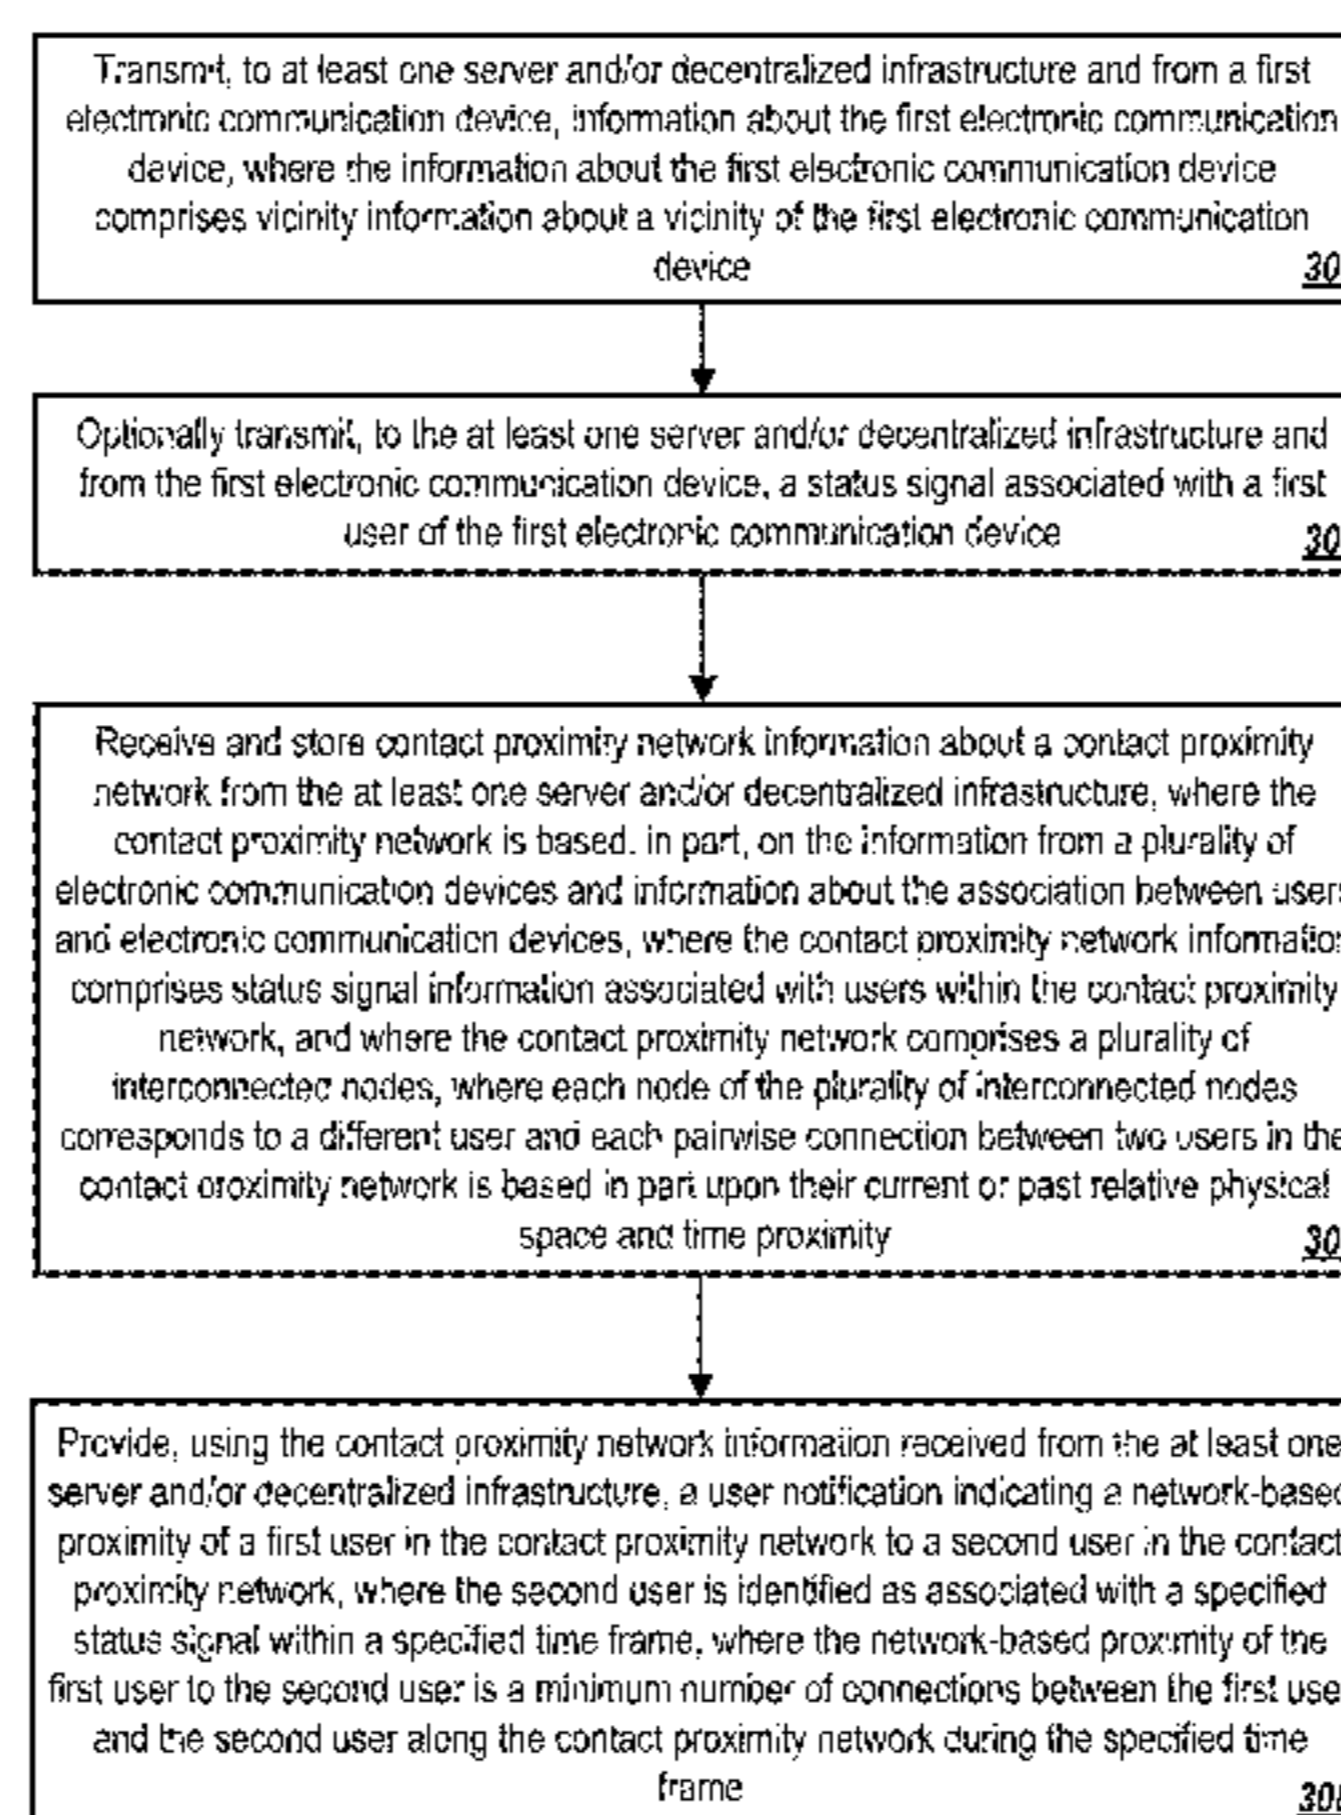 Transmit, to at least one server and/or decentralized infrastructure and from a first
electronic communication device, information about the first electronic communication
device, where the information about the first electronic communication device
comprises vicinity information about a vicinity of the first electronic communication
device
Optionally transmit, to the at least one server and/or decentralized infrastructure and
from the first electronic communication device, a status signal associated with a first
user of the first electronic communication device
Receive and store contact proximity network information about a contact proximity
network from the at least one server and/or decentralized infrastructure, where the
contact proximity network is based, in part, on the information from a plurality of
electronic communication devices and information about the association between users
and electronic communication devices, where the contact proximity network information
comprises status signal information associated with users within the contact proximity
network, and where the contact proximity network comprises a plurality of
interconnected nodes, where each node of the plurality of interconnected nodes
corresponds to a different user and each pairwise connection between two users in the
contact proximity network is based in part upon their current or past relative physical
space and time proximity
Provide, using the contact proximity network information received from the at least one
server and/or decentralized infrastructure, a user notification indicating a network-based
proximity of a first user in the contact proximity network to a second user in the contact
proximity network, where the second user is identified as associated with a specified
status signal within a specified time frame, where the network-based proximity of the
first user to the second user is a minimum number of connections between the first user
and the second user along the contact proximity network during the specified time
frame